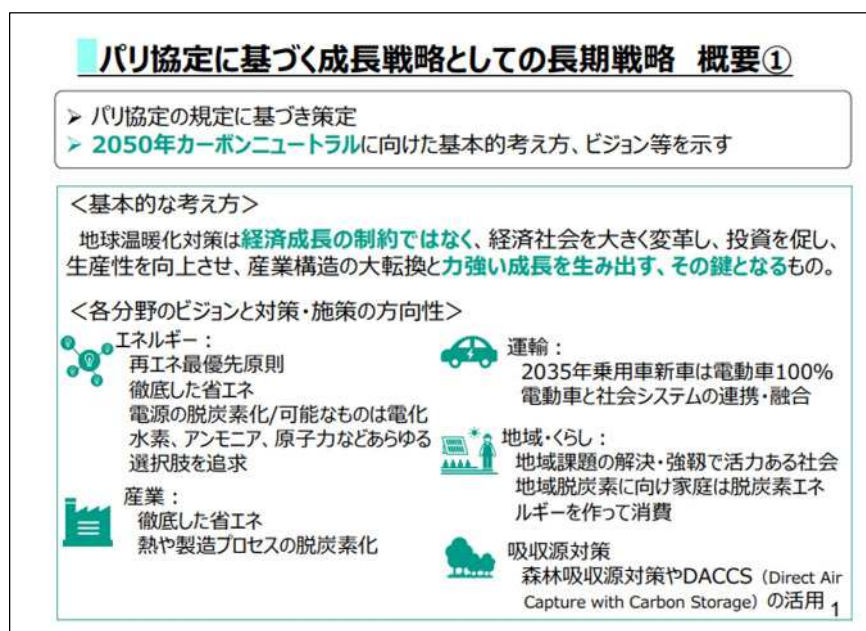 パリ協定に基づく成長戦略としての長期戦略 概要①
➢ パリ協定の規定に基づき策定
➢ 2050年カーボンニュートラルに向けた基本的考え方、ビジョン等を示す
<基本的な考え方>
地球温暖化対策は経済成長の制約ではなく、経済社会を大きく変革し、投資を促し、
生産性を向上させ、産業構造の大転換と力強い成長を生み出す、その鍵となるもの。
<各分野のビジョンと対策・施策の方向性>
エネルギー：
再エネ最優先原則
徹底した省エネ
電源の脱炭素化/可能なものは電化
水素、アンモニア、原子力などあらゆる
選択肢を追求
産業：
徹底した省エネ
熱や製造プロセスの脱炭素化
運輸：
2035年乗用車新車は電動車100%
電動車と社会システムの連携・融合
地域・くらし：
地域課題の解決・強靱で活力ある社会
地域脱炭素に向け家庭は脱炭素エネ
ルギーを作って消費
吸収源対策
森林吸収源対策やDACCS（Direct Air
Capture with Carbon Storage）の活用
1